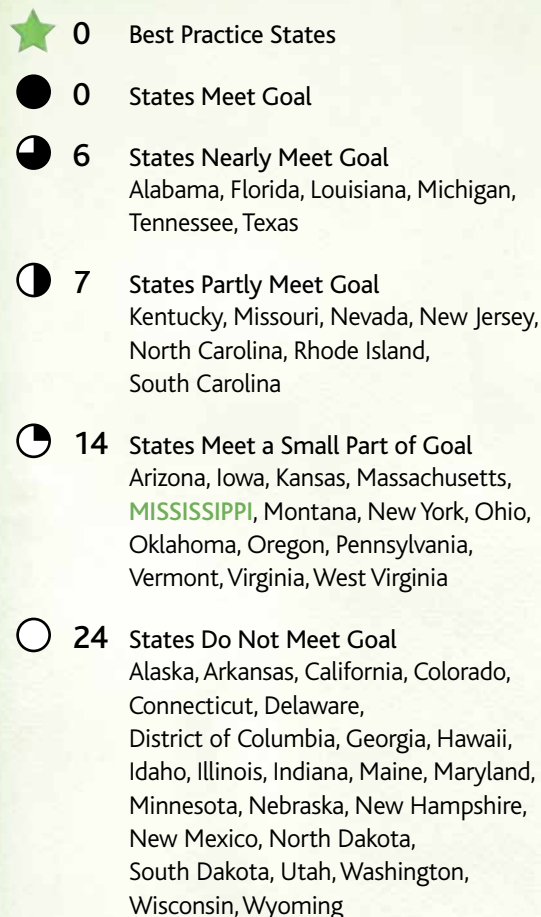 0 Best Practice States
0 States Meet Goal
6 States Nearly Meet Goal
Alabama, Florida, Louisiana, Michigan,
Tennessee, Texas
7 States Partly Meet Goal
Kentucky, Missouri, Nevada, New Jersey,
North Carolina, Rhode Island,
South Carolina
14 States Meet a Small Part of Goal
Arizona, Iowa, Kansas, Massachusetts,
MISSISSIPPI, Montana, New York, Ohio,
Oklahoma, Oregon, Pennsylvania,
Vermont, Virginia, West Virginia
24 States Do Not Meet Goal
Alaska, Arkansas, California, Colorado,
Connecticut, Delaware,
District of Columbia, Georgia, Hawaii,
Idaho, Illinois, Indiana, Maine, Maryland,
Minnesota, Nebraska, New Hampshire,
New Mexico, North Dakota,
South Dakota, Utah, Washington,
Wisconsin, Wyoming